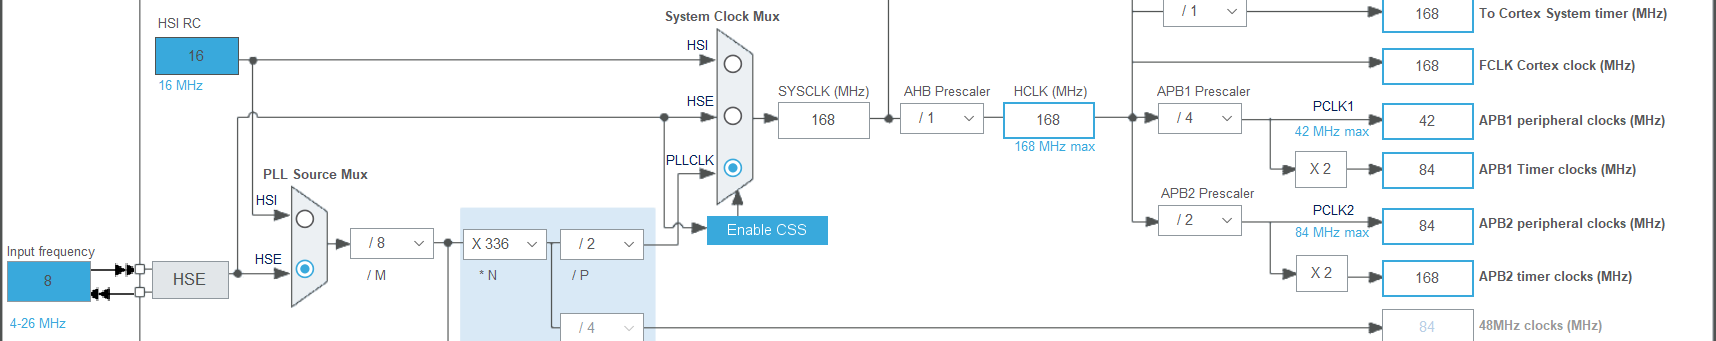 System Clock Mux
HSI RC
16
16 MHz
HSI
HSE
PLLCLK
Enable CSS
PLL Source Mux
HSI
HSE
Input frequency
8
4-26 MHz
HSE
/ 8
/ M
X 336
* N
/ 2
/ P
/ 4
SYSCLK (MHz)
168
AHB Prescaler
/ 1
HCLK (MHz)
168
168 MHz max
/ 1
168
To Cortex System timer (MHz)
168
FCLK Cortex clock (MHz)
APB1 Prescaler
/ 4
PCLK1
42 MHz max
42
APB1 peripheral clocks (MHz)
X 2
84
APB1 Timer clocks (MHz)
APB2 Prescaler
/ 2
PCLK2
84 MHz max
84
APB2 peripheral clocks (MHz)
X 2
168
APB2 timer clocks (MHz)
84
48MHz clocks (MHz)